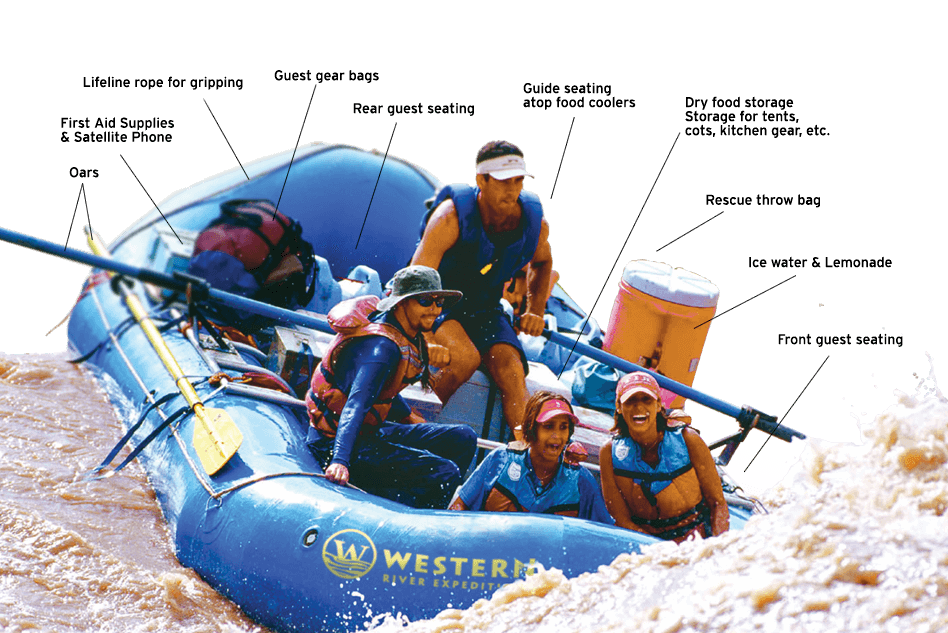 Guest gear bags
Lifeline rope for gripping
Rear guest seating
Guide seating
atop food coolers
Dry food storage
Storage for tents,
cots, kitchen gear, etc.
First Aid Supplies
& Satellite Phone
Oars
Rescue throw bag
Ice water & Lemonade
Front guest seating
W
WESTERN
RIVER